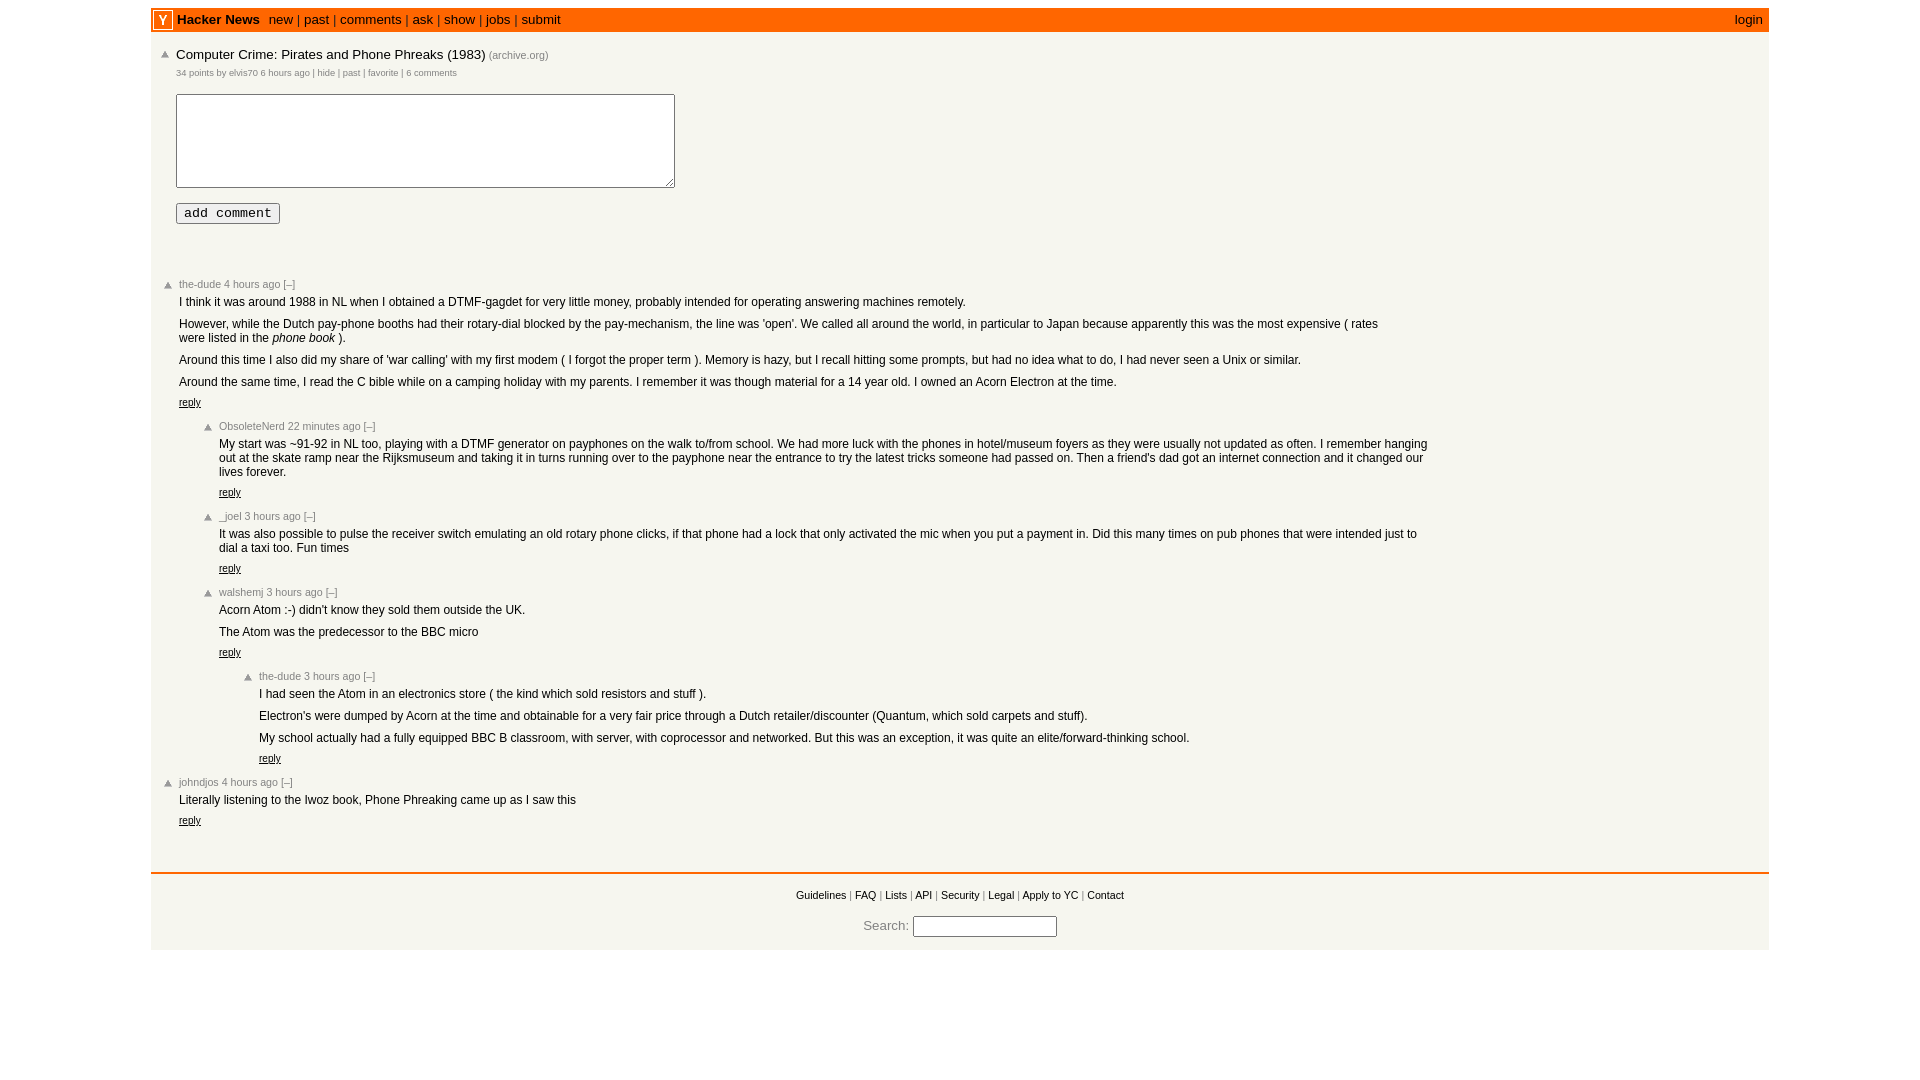 Y Hacker News new | past | comments | ask | show | jobs | submit login
Computer Crime: Pirates and Phone Phreaks (1983) (archive.org)
34 points by elvis70 6 hours ago | hide | past | favorite | 6 comments
add comment
the-dude 4 hours ago [–]
I think it was around 1988 in NL when I obtained a DTMF-gagdet for very little money, probably intended for operating answering machines remotely.
However, while the Dutch pay-phone booths had their rotary-dial blocked by the pay-mechanism, the line was 'open'. We called all around the world, in particular to Japan because apparently this was the most expensive ( rates
were listed in the phone book ).
Around this time I also did my share of 'war calling' with my first modem ( I forgot the proper term ). Memory is hazy, but I recall hitting some prompts, but had no idea what to do, I had never seen a Unix or similar.
Around the same time, I read the C bible while on a camping holiday with my parents. I remember it was though material for a 14 year old. I owned an Acorn Electron at the time.
reply
ObsoleteNerd 22 minutes ago [–]
My start was ~91-92 in NL too, playing with a DTMF generator on payphones on the walk to/from school. We had more luck with the phones in hotel/museum foyers as they were usually not updated as often. I remember hanging
out at the skate ramp near the Rijksmuseum and taking it in turns running over to the payphone near the entrance to try the latest tricks someone had passed on. Then a friend's dad got an internet connection and it changed our
lives forever.
reply
_joel 3 hours ago [–]
It was also possible to pulse the receiver switch emulating an old rotary phone clicks, if that phone had a lock that only activated the mic when you put a payment in. Did this many times on pub phones that were intended just to
dial a taxi too. Fun times
reply
walshemj 3 hours ago [–]
Acorn Atom :-) didn't know they sold them outside the UK.
The Atom was the predecessor to the BBC micro
reply
the-dude 3 hours ago [–]
I had seen the Atom in an electronics store ( the kind which sold resistors and stuff ).
Electron's were dumped by Acorn at the time and obtainable for a very fair price through a Dutch retailer/discounter (Quantum, which sold carpets and stuff).
My school actually had a fully equipped BBC B classroom, with server, with coprocessor and networked. But this was an exception, it was quite an elite/forward-thinking school.
reply
johndjos 4 hours ago [–]
Literally listening to the Iwoz book, Phone Phreaking came up as I saw this
reply
Guidelines | FAQ | Lists | API | Security | Legal | Apply to YC | Contact
Search: